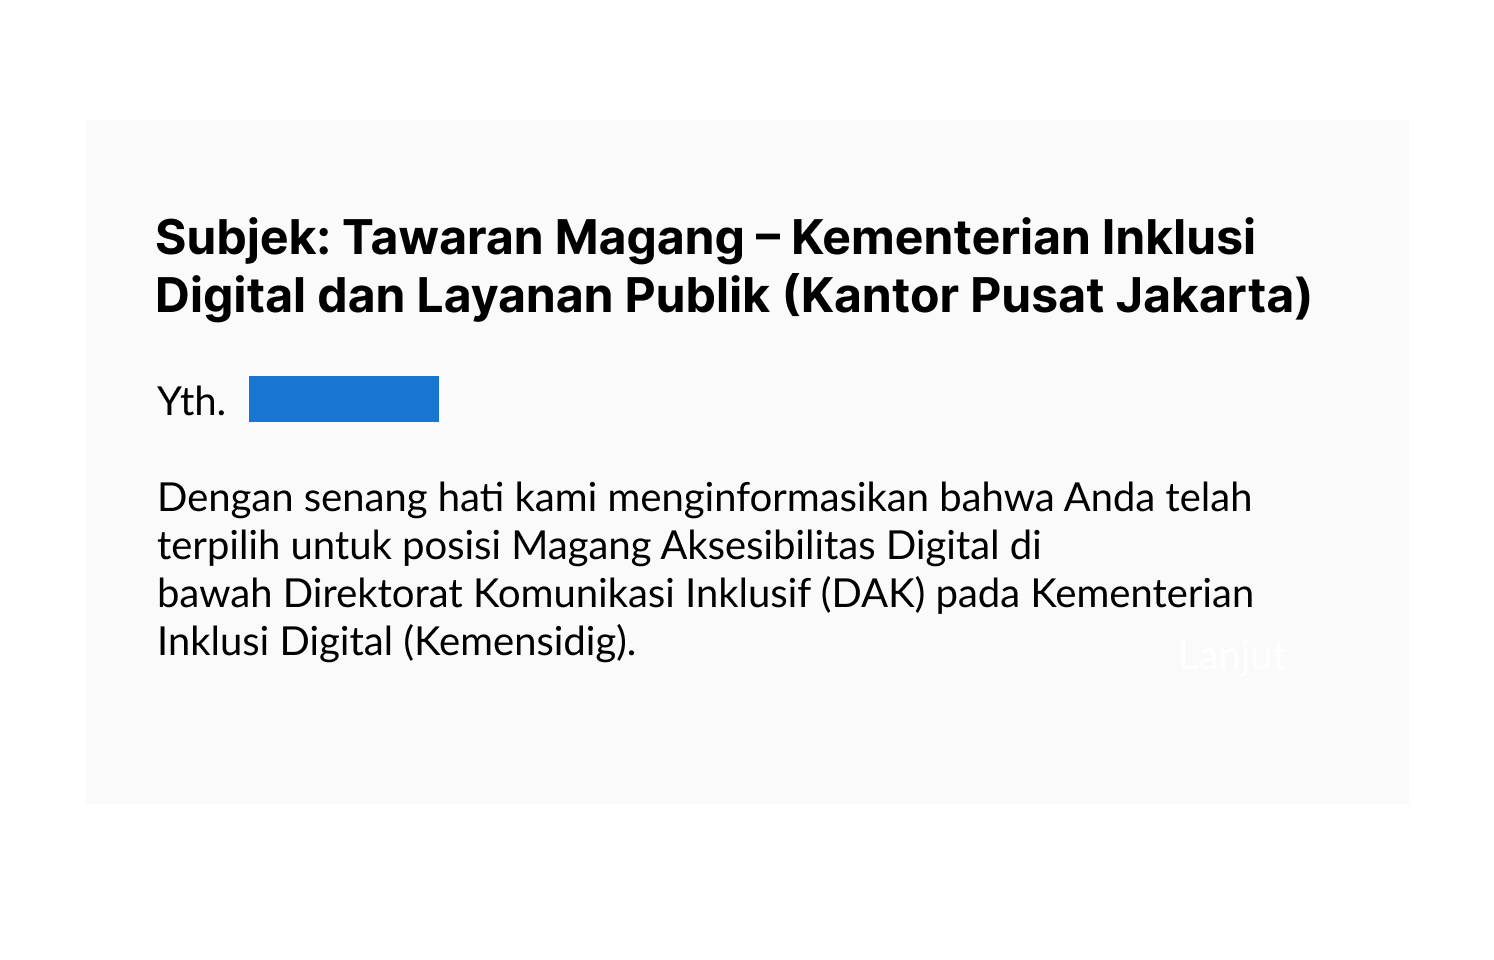 Subjek: Tawaran Magang – Kementerian Inklusi
Digital dan Layanan Publik (Kantor Pusat Jakarta)
Yth.
Dengan senang hati kami menginformasikan bahwa Anda telah
terpilih untuk posisi Magang Aksesibilitas Digital di
bawah Direktorat Komunikasi Inklusif (DAK) pada Kementerian
Inklusi Digital (Kemensidig).
Lanjut